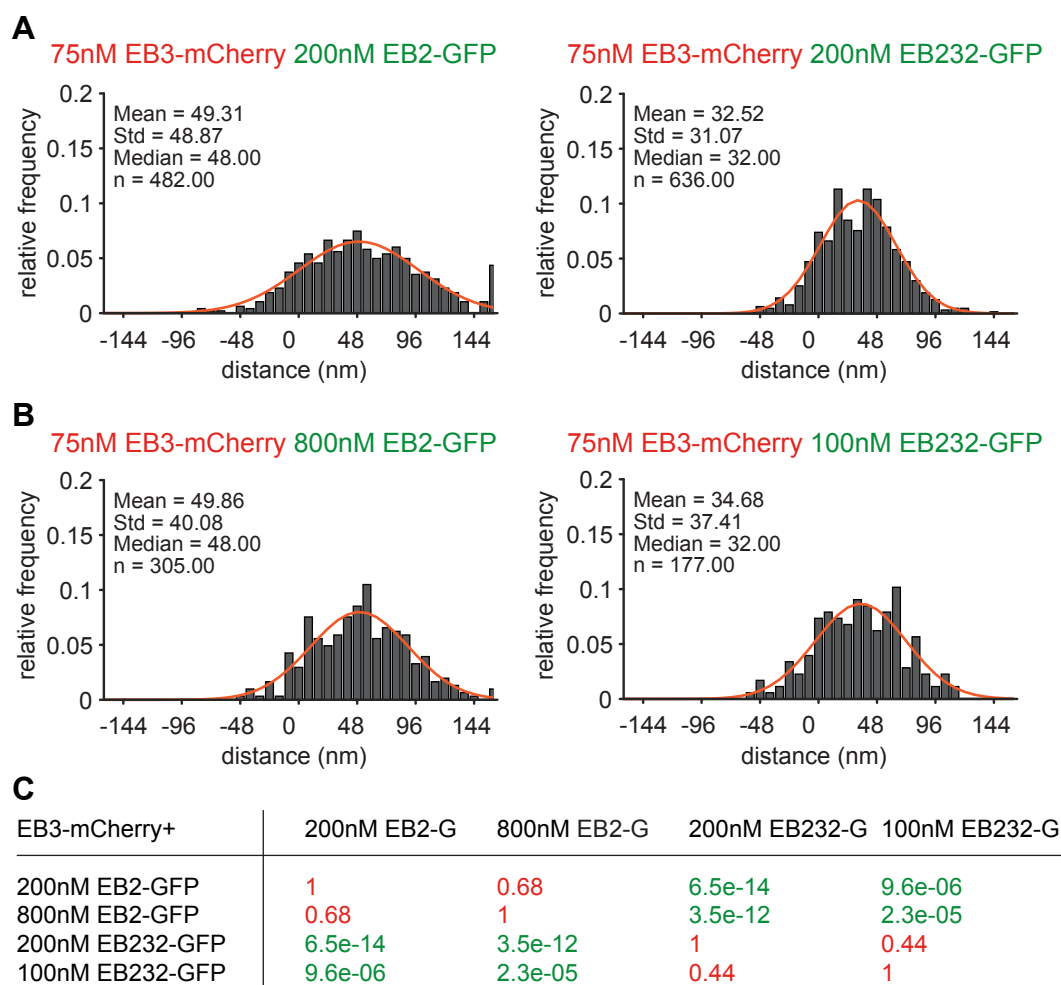 A
75nM EB3-mCherry 200nM EB2-GFP
75nM EB3-mCherry 200nM EB232-GFP
relative frequency
0.2
0.15
0.1
0.05
0
Mean = 49.31
Std = 48.87
Median = 48.00
n = 482.00
-144 -96 -48 0 48 96 144
distance (nm)
relative frequency
0.2
0.15
0.1
0.05
0
Mean = 32.52
Std = 31.07
Median = 32.00
n = 636.00
-144 -96 -48 0 48 96 144
distance (nm)
B
75nM EB3-mCherry 800nM EB2-GFP
75nM EB3-mCherry 100nM EB232-GFP
relative frequency
0.2
0.15
0.1
0.05
0
Mean = 49.86
Std = 40.08
Median = 48.00
n = 305.00
-144 -96 -48 0 48 96 144
distance (nm)
relative frequency
0.2
0.15
0.1
0.05
0
Mean = 34.68
Std = 37.41
Median = 32.00
n = 177.00
-144 -96 -48 0 48 96 144
distance (nm)
C
EB3-mCherry+ 200nM EB2-G 800nM EB2-G 200nM EB232-G 100nM EB232-G
200nM EB2-GFP 1 0.68 6.5e-14 9.6e-06
800nM EB2-GFP 0.68 1 3.5e-12 2.3e-05
200nM EB232-GFP 6.5e-14 3.5e-12 1 0.44
100nM EB232-GFP 9.6e-06 2.3e-05 0.44 1